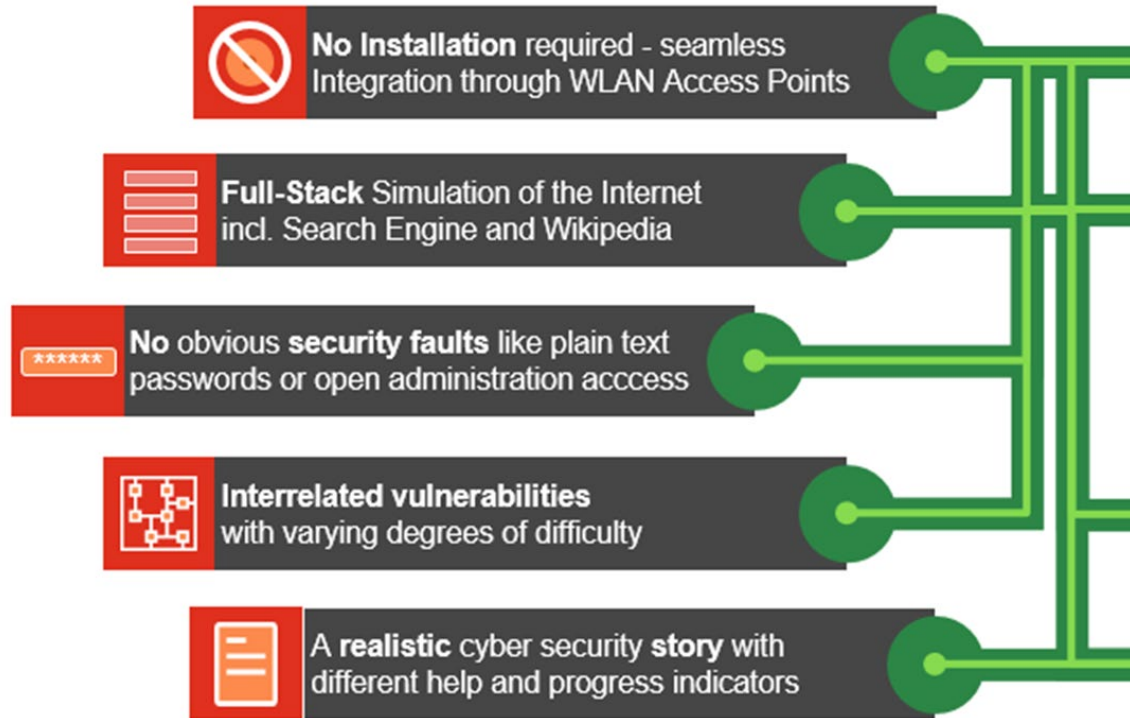 No Installation required - seamless
Integration through WLAN Access Points
Full-Stack Simulation of the Internet
incl. Search Engine and Wikipedia
******
No obvious security faults like plain text
passwords or open administration acccess
Interrelated vulnerabilities
with varying degrees of difficulty
A realistic cyber security story with
different help and progress indicators